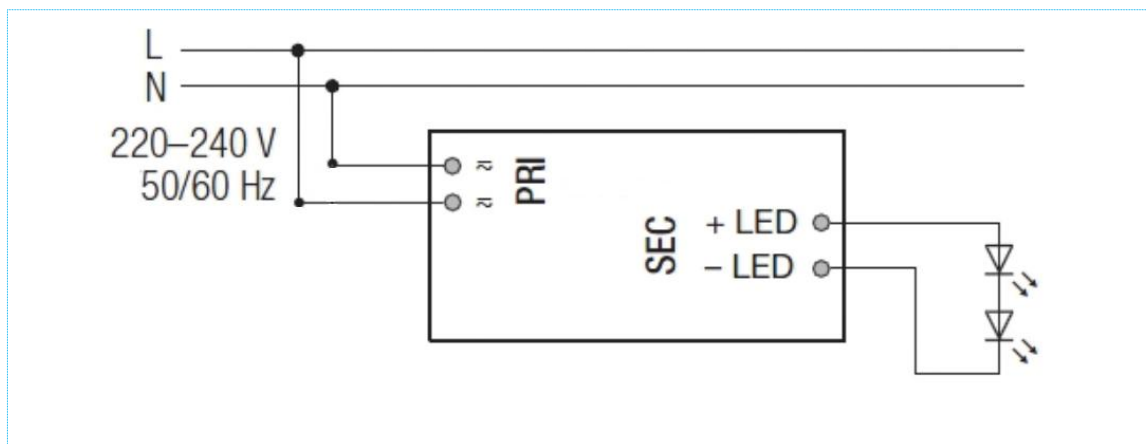 L
N
220–240 V
50/60 Hz
≂ PRI
≂
SEC
+ LED
– LED